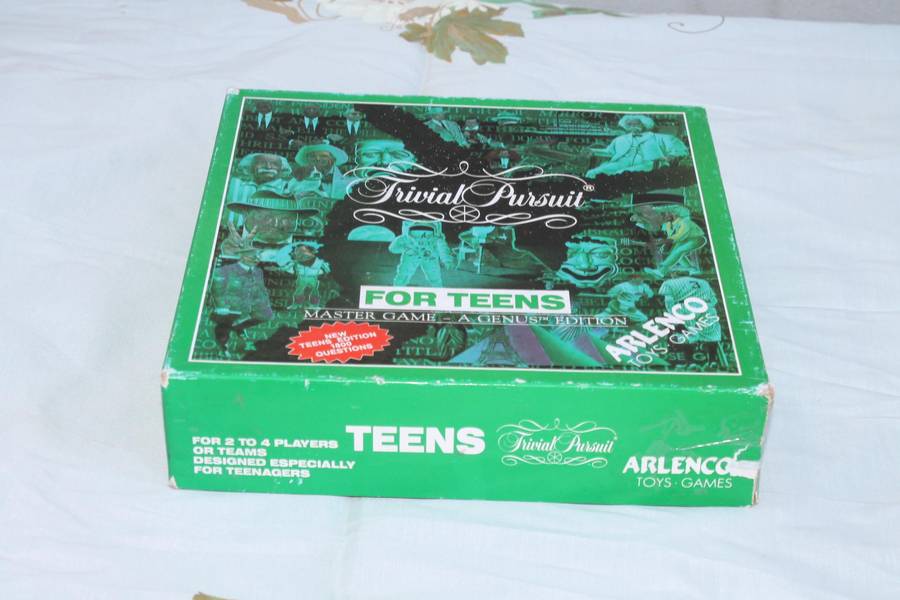 Trivial Pursuit®
FOR TEENS
MASTER GAME - A GENUS™ EDITION
NEW
TEENS EDITION
1800
QUESTIONS
ARLENCO
TOYS · GAMES
FOR 2 TO 4 PLAYERS
OR TEAMS
DESIGNED ESPECIALLY
FOR TEENAGERS
TEENS
Trivial Pursuit
ARLENCO
TOYS · GAMES